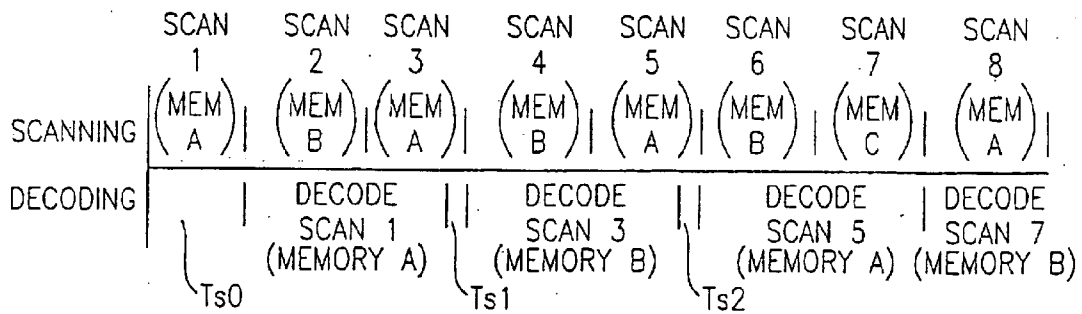 SCAN SCAN SCAN SCAN SCAN SCAN SCAN SCAN
1 2 3 4 5 6 7 8
SCANNING (MEM A) (MEM B) (MEM A) (MEM B) (MEM A) (MEM B) (MEM C) (MEM A)
DECODING DECODE DECODE DECODE DECODE
SCAN 1 SCAN 3 SCAN 5 SCAN 7
(MEMORY A) (MEMORY B) (MEMORY A) (MEMORY B)
Ts0 Ts1 Ts2